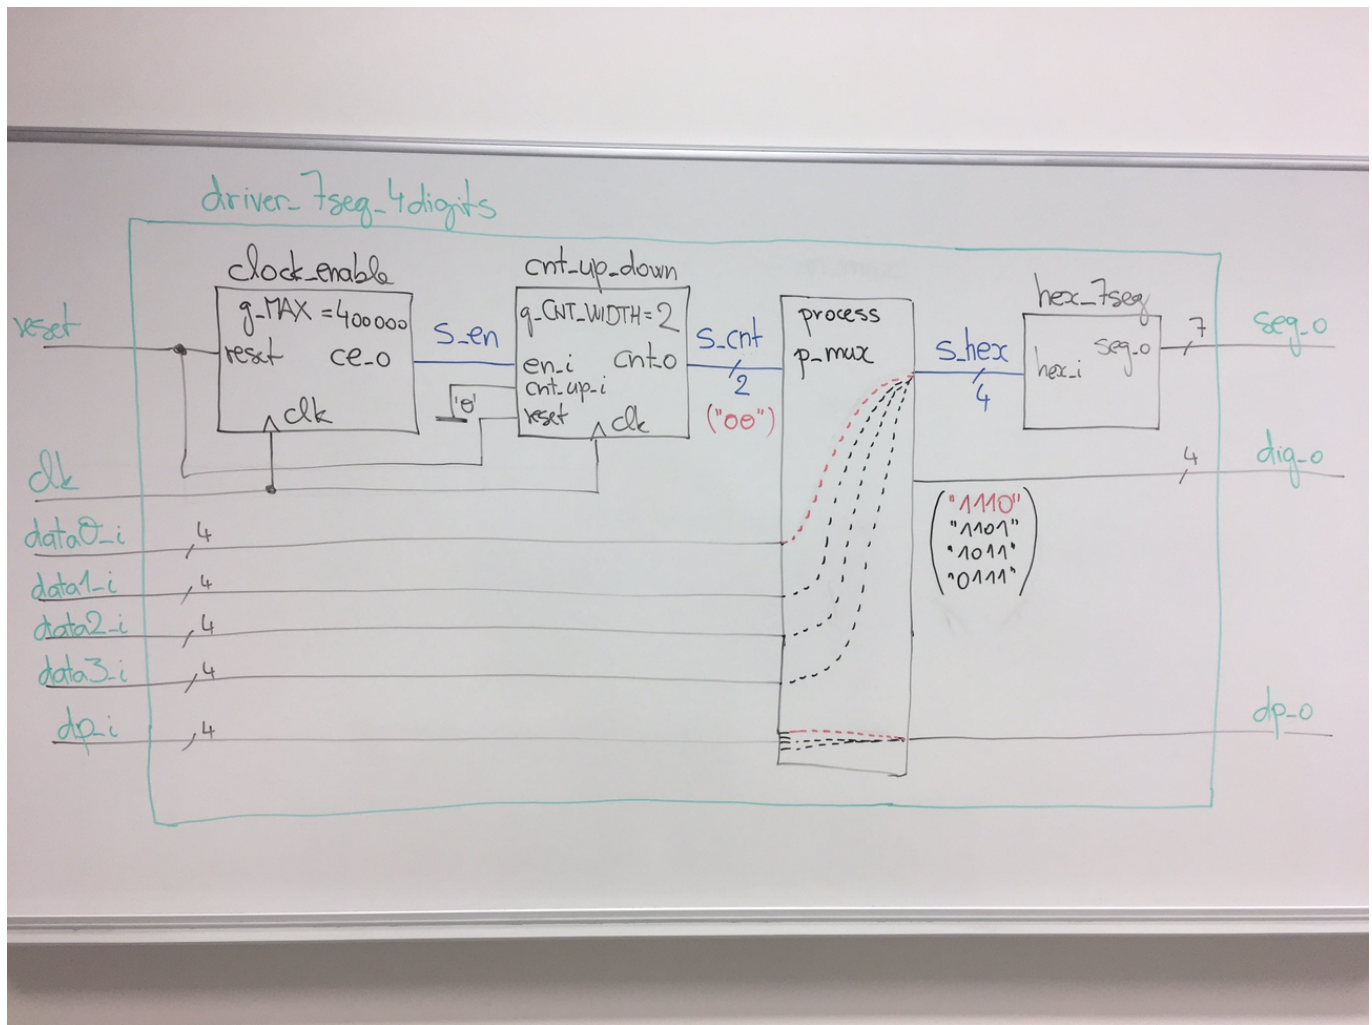 driver_7seg_4digits
clock_enable
g_MAX = 400000
reset
ce_o
clk
s_en
cnt_up_down
g_CNT_WIDTH = 2
en_i
cnt_o
cnt_up_i
'0'
reset
clk
s_cnt
2
("00")
process
p_mux
s_hex
4
hex_7seg
hex_i
seg_o
7
seg_o
4
dig_o
"1110"
"1101"
"1011"
"0111"
reset
clk
data0_i
4
data1_i
4
data2_i
4
data3_i
4
dp_i
4
dp_o